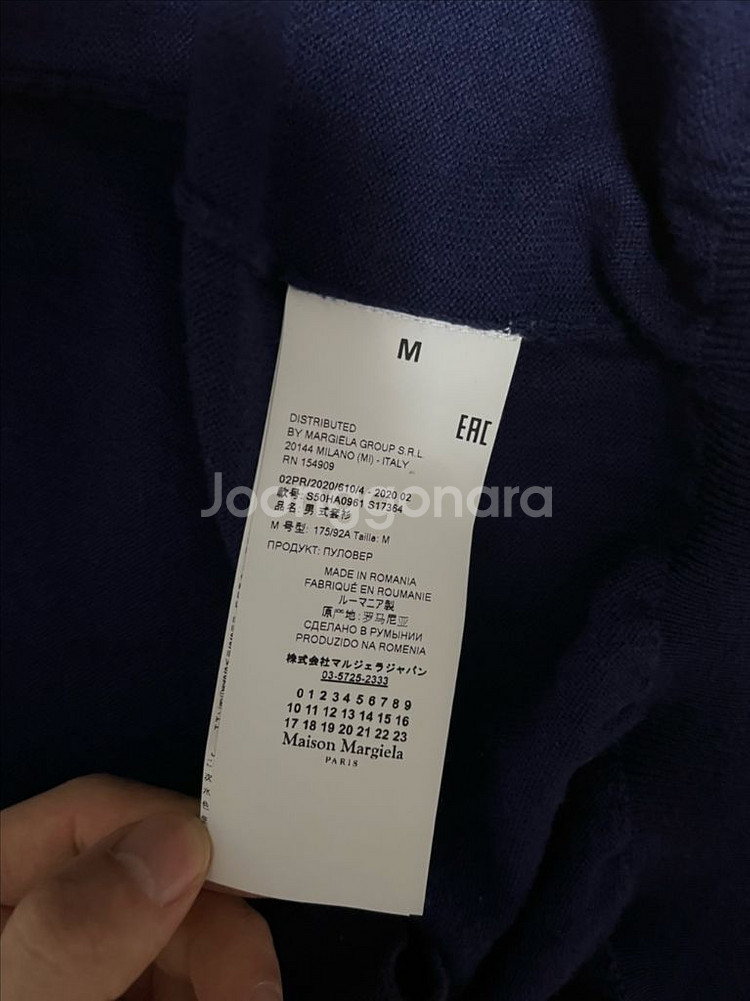 M
EAC
DISTRIBUTED
BY MARGIELA GROUP S.R.L
20144 MILANO (MI) - ITALY
RN 154909
02PR/2020/610/4 - 2020 02
款号: S50HA0961 S17364
品名: 男式套衫
Joonggonara
M 号型: 175/92A Taille: M
ПРОДУКТ: ПУЛОВЕР
MADE IN ROMANIA
FABRIQUÉ EN ROUMANIE
ルーマニア製
原产地: 罗马尼亚
СДЕЛАНО В РУМЫНИИ
PRODUZIDO NA ROMENIA
株式会社マルジェラジャパン
03-5725-2333
0 1 2 3 4 5 6 7 8 9
10 11 12 13 14 15 16
17 18 19 20 21 22 23
Maison Margiela
PARIS